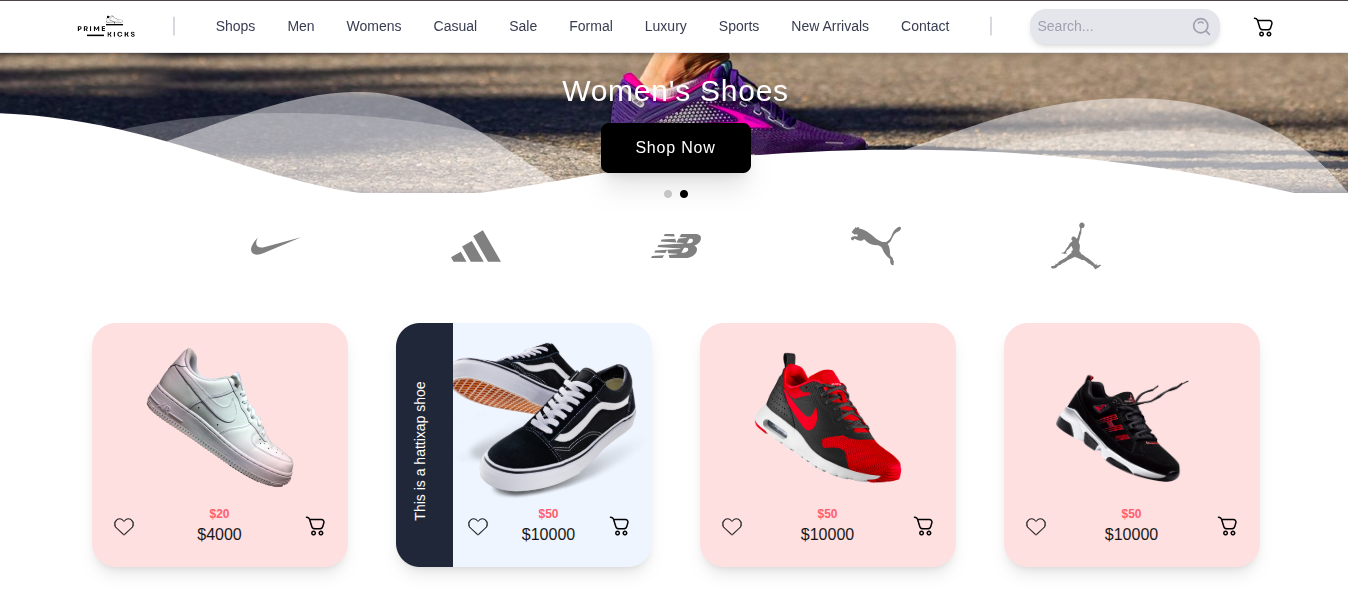 PRIME
KICKS
Shops Men Womens Casual Sale Formal Luxury Sports New Arrivals Contact
Search...
Women's Shoes
Shop Now
This is a hattixap shoe
$20
$4000
$50
$10000
$50
$10000
$50
$10000